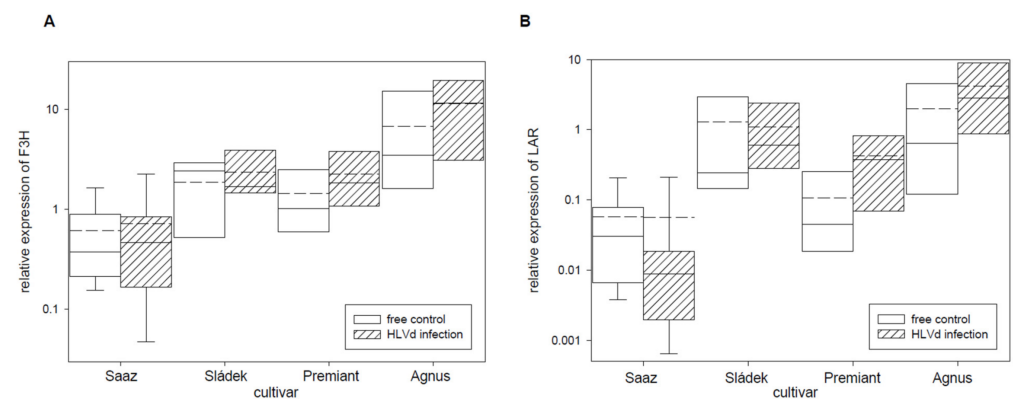 A
B
relative expression of F3H
10
1
0.1
free control
HLVd infection
Saaz Sládek Premiant Agnus
cultivar
relative expression of LAR
10
1
0.1
0.01
0.001
free control
HLVd infection
Saaz Sládek Premiant Agnus
cultivar